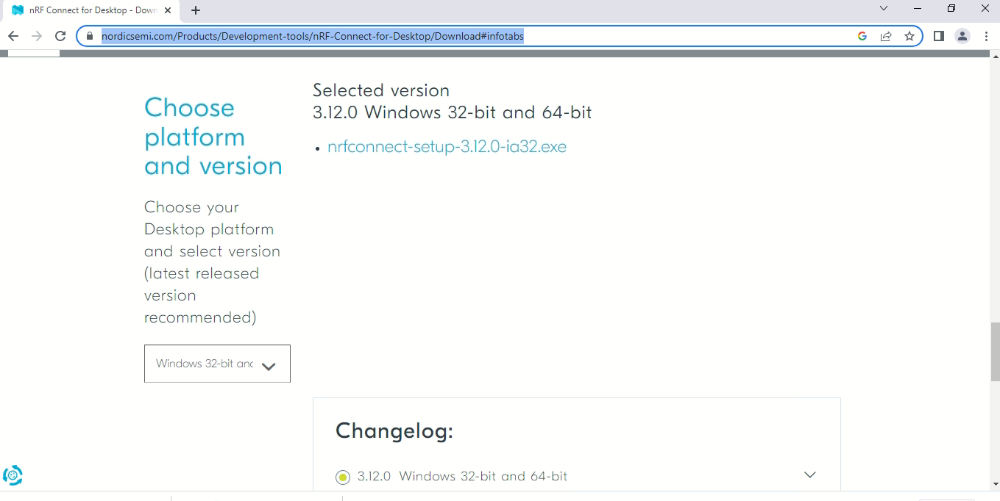 nRF Connect for Desktop - Down
nordicsemi.com/Products/Development-tools/nRF-Connect-for-Desktop/Download#infotabs
Choose
platform
and version
Choose your
Desktop platform
and select version
(latest released
version
recommended)
Windows 32-bit and
Selected version
3.12.0 Windows 32-bit and 64-bit
• nrfconnect-setup-3.12.0-ia32.exe
Changelog:
3.12.0 Windows 32-bit and 64-bit